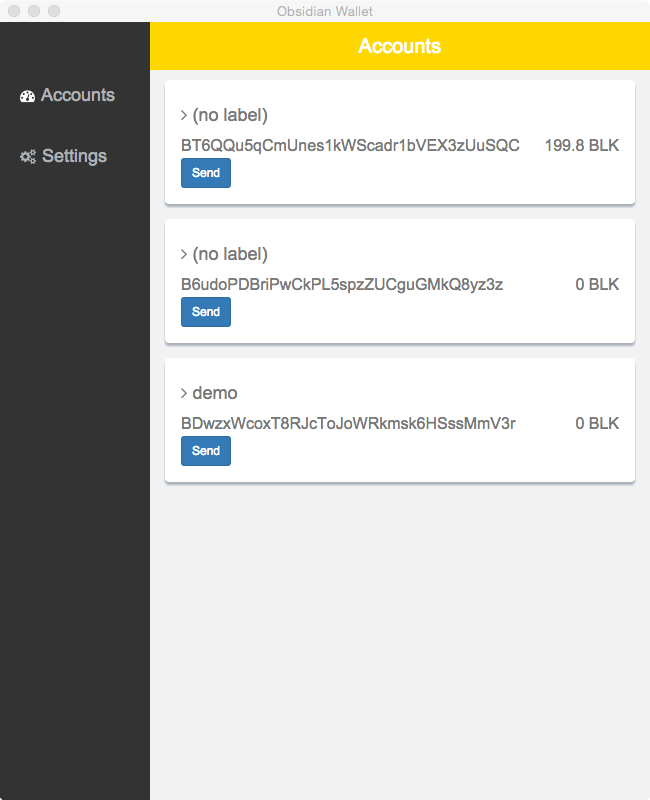 Obsidian Wallet
Accounts
Accounts
Settings
(no label)
BT6QQu5qCmUnes1kWScadr1bVEX3zUuSQC 199.8 BLK
Send
(no label)
B6udoPDBriPwCkPL5spzZUCguGMkQ8yz3z 0 BLK
Send
demo
BDwzxWcoxT8RJcToJoWRkmsk6HSssMmV3r 0 BLK
Send